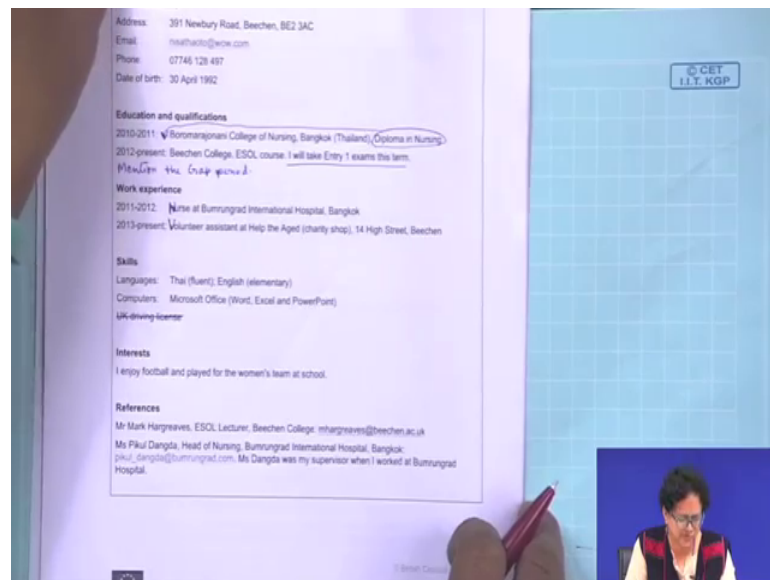 Address: 391 Newbury Road, Beechen, BE2 3AC
Email: nisathaoto@wow.com
Phone: 07746 128 497
Date of birth: 30 April 1992
© CET
I.I.T. KGP
Education and qualifications
2010-2011: Boromarajonani College of Nursing, Bangkok (Thailand), Diploma in Nursing
2012-present: Beechen College, ESOL course. I will take Entry 1 exams this term.
Mention the Gap period.
Work experience
2011-2012: Nurse at Bumrungrad International Hospital, Bangkok
2013-present: Volunteer assistant at Help the Aged (charity shop), 14 High Street, Beechen
Skills
Languages: Thai (fluent); English (elementary)
Computers: Microsoft Office (Word, Excel and PowerPoint)
UK driving license
Interests
I enjoy football and played for the women's team at school.
References
Mr Mark Hargreaves, ESOL Lecturer, Beechen College: mhargreaves@beechen.ac.uk
Ms Pikul Dangda, Head of Nursing, Bumrungrad International Hospital, Bangkok:
pikul_dangda@bumrungrad.com. Ms Dangda was my supervisor when I worked at Bumrungrad
Hospital.
© British Council